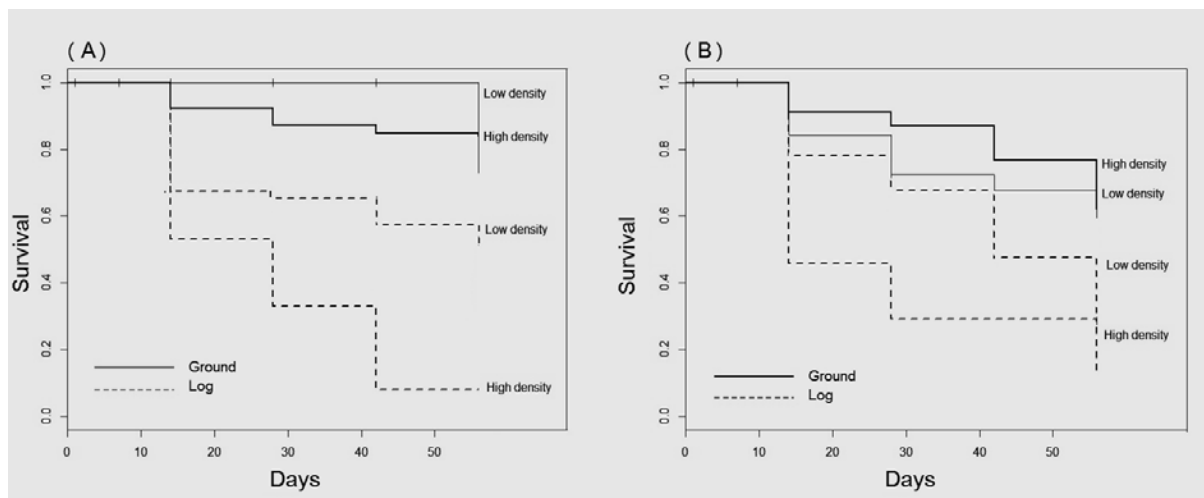 ( A )
Survival
1.0
0.8
0.6
0.4
0.2
0.0
Low density
High density
Low density
High density
Ground
Log
0 10 20 30 40 50
Days
( B )
Survival
1.0
0.8
0.6
0.4
0.2
0.0
High density
Low density
Low density
High density
Ground
Log
0 10 20 30 40 50
Days